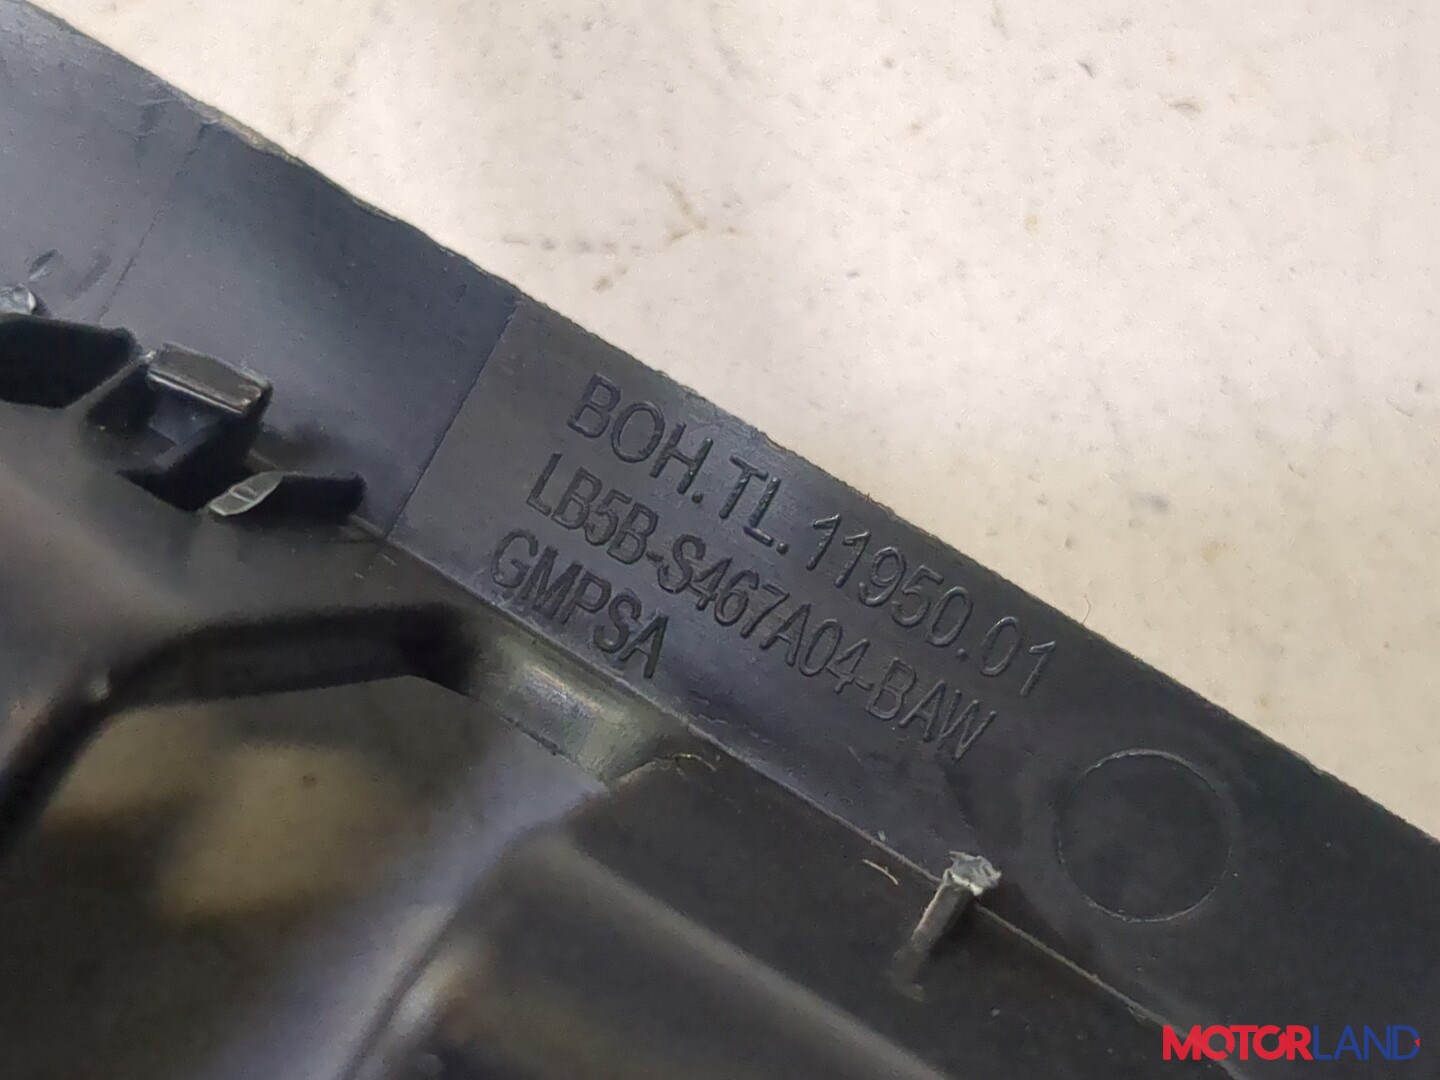 BOH.TL.11950.01
LB5B-S467A04-BAW
GMPSA
MOTORLAND